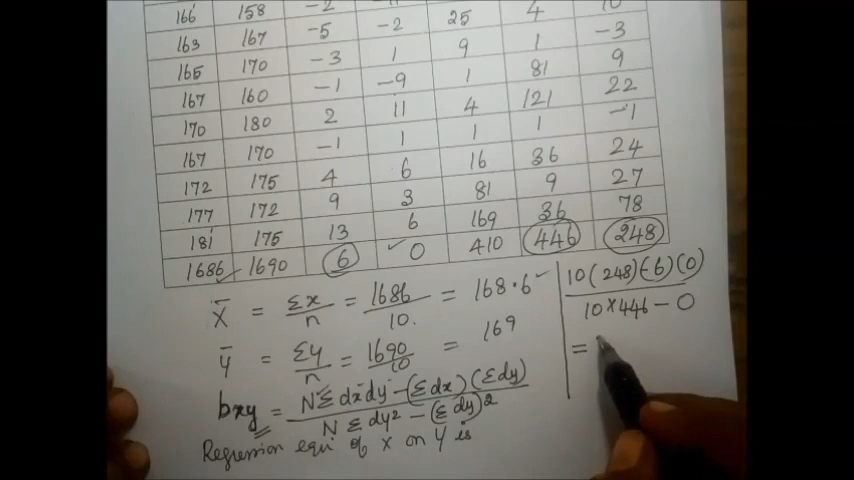 166 158 -2
163 167 -5 -2 25 4 10
165 170 -3 1 9 1 -3
167 160 -1 -9 1 81 9
170 180 2 11 4 121 22
167 170 -1 1 1 1 -1
172 175 4 6 16 36 24
177 172 9 3 81 9 27
181 175 13 6 169 36 78
1686 1690 6 0 410 446 248
X̄ = Σx/n = 1686/10. = 168.6
ȳ = Σy/n = 1690/10 = 169
bxy = NΣdxdy-(Σdx)(Σdy) / NΣdy²-(Σdy)²
Regression equi of x on y is
10(248)-(6)(0)
10×446-0
=